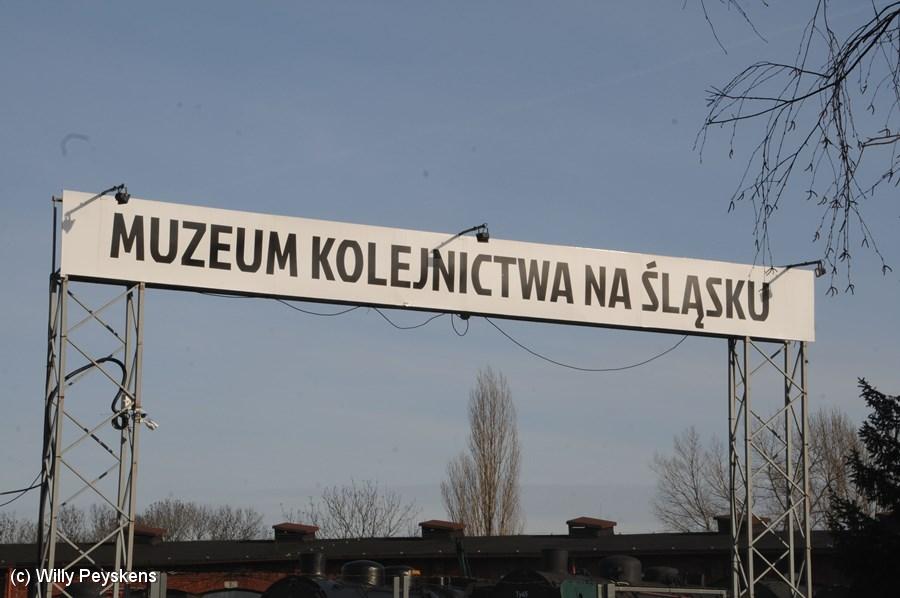 MUZEUM KOLEJNICTWA NA ŚLĄSKU
(c) Willy Peyskens